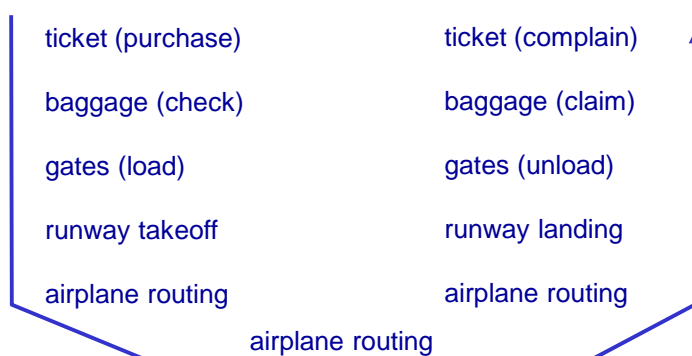 ticket (purchase)
ticket (complain)
baggage (check)
baggage (claim)
gates (load)
gates (unload)
runway takeoff
runway landing
airplane routing
airplane routing
airplane routing